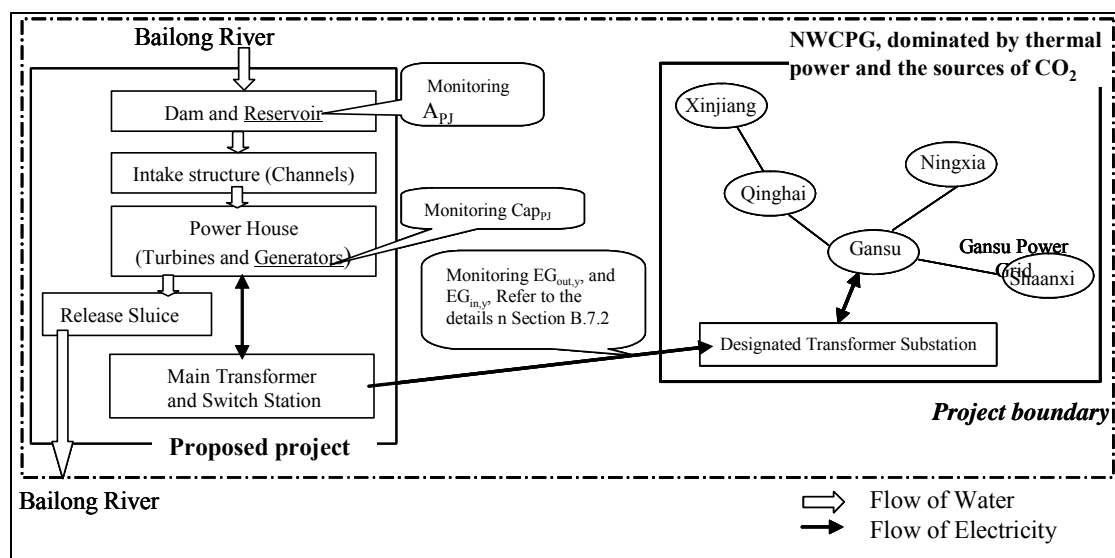 Bailong River
NWCPG, dominated by thermal
power and the sources of CO2
Monitoring
APJ
Dam and Reservoir
Intake structure (Channels)
Power House
(Turbines and Generators)
Monitoring CapPJ
Monitoring EGout,y, and
EGin,y, Refer to the
details n Section B.7.2
Release Sluice
Main Transformer
and Switch Station
Proposed project
Xinjiang
Ningxia
Qinghai
Gansu
Gansu Power
Grid
Shaanxi
Designated Transformer Substation
Project boundary
Bailong River
Flow of Water
Flow of Electricity